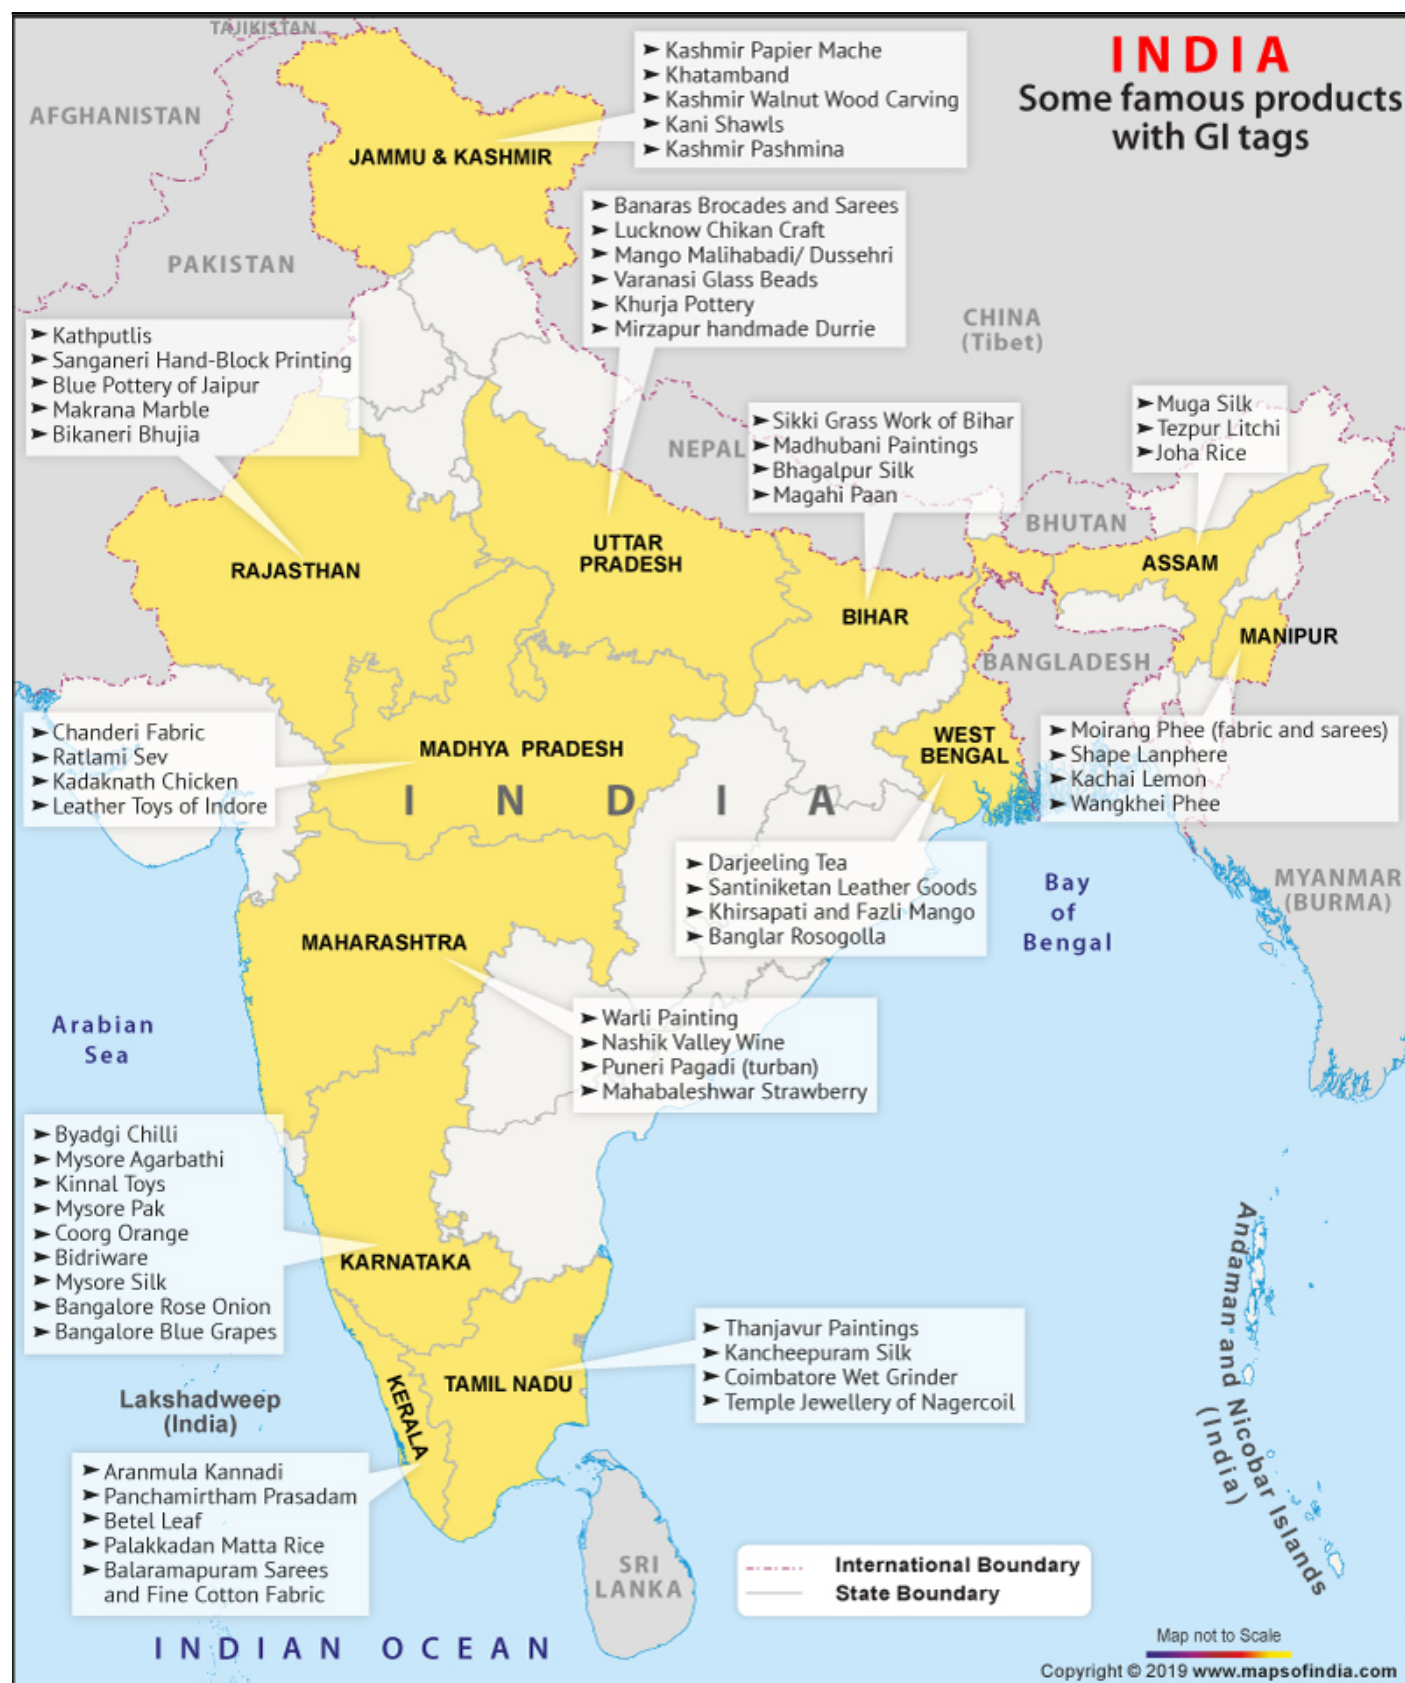 INDIA
Some famous products
with GI tags
TAJIKISTAN
AFGHANISTAN
PAKISTAN
JAMMU & KASHMIR
➤ Kashmir Papier Mache
➤ Khatamband
➤ Kashmir Walnut Wood Carving
➤ Kani Shawls
➤ Kashmir Pashmina
➤ Banaras Brocades and Sarees
➤ Lucknow Chikan Craft
➤ Mango Malihabadi/ Dussehri
➤ Varanasi Glass Beads
➤ Khurja Pottery
➤ Mirzapur handmade Durrie
CHINA
(Tibet)
➤ Kathputlis
➤ Sanganeri Hand-Block Printing
➤ Blue Pottery of Jaipur
➤ Makrana Marble
➤ Bikaneri Bhujia
NEPAL
➤ Sikki Grass Work of Bihar
➤ Madhubani Paintings
➤ Bhagalpur Silk
➤ Magahi Paan
➤ Muga Silk
➤ Tezpur Litchi
➤ Joha Rice
BHUTAN
RAJASTHAN
UTTAR
PRADESH
BIHAR
ASSAM
MANIPUR
BANGLADESH
➤ Chanderi Fabric
➤ Ratlami Sev
➤ Kadaknath Chicken
➤ Leather Toys of Indore
MADHYA PRADESH
INDIA
WEST
BENGAL
➤ Moirang Phee (fabric and sarees)
➤ Shape Lanphere
➤ Kachai Lemon
➤ Wangkhei Phee
➤ Darjeeling Tea
➤ Santiniketan Leather Goods
➤ Khirsapati and Fazli Mango
➤ Banglar Rosogolla
Bay
of
Bengal
MYANMAR
(BURMA)
MAHARASHTRA
➤ Warli Painting
➤ Nashik Valley Wine
➤ Puneri Pagadi (turban)
➤ Mahabaleshwar Strawberry
Arabian
Sea
➤ Byadgi Chilli
➤ Mysore Agarbathi
➤ Kinnal Toys
➤ Mysore Pak
➤ Coorg Orange
➤ Bidriware
➤ Mysore Silk
➤ Bangalore Rose Onion
➤ Bangalore Blue Grapes
KARNATAKA
Andaman and Nicobar Islands
(India)
➤ Thanjavur Paintings
➤ Kancheepuram Silk
➤ Coimbatore Wet Grinder
➤ Temple Jewellery of Nagercoil
TAMIL NADU
KERALA
Lakshadweep
(India)
➤ Aranmula Kannadi
➤ Panchamirtham Prasadam
➤ Betel Leaf
➤ Palakkadan Matta Rice
➤ Balaramapuram Sarees
and Fine Cotton Fabric
SRI
LANKA
INDIAN OCEAN
International Boundary
State Boundary
Map not to Scale
Copyright © 2019 www.mapsofindia.com